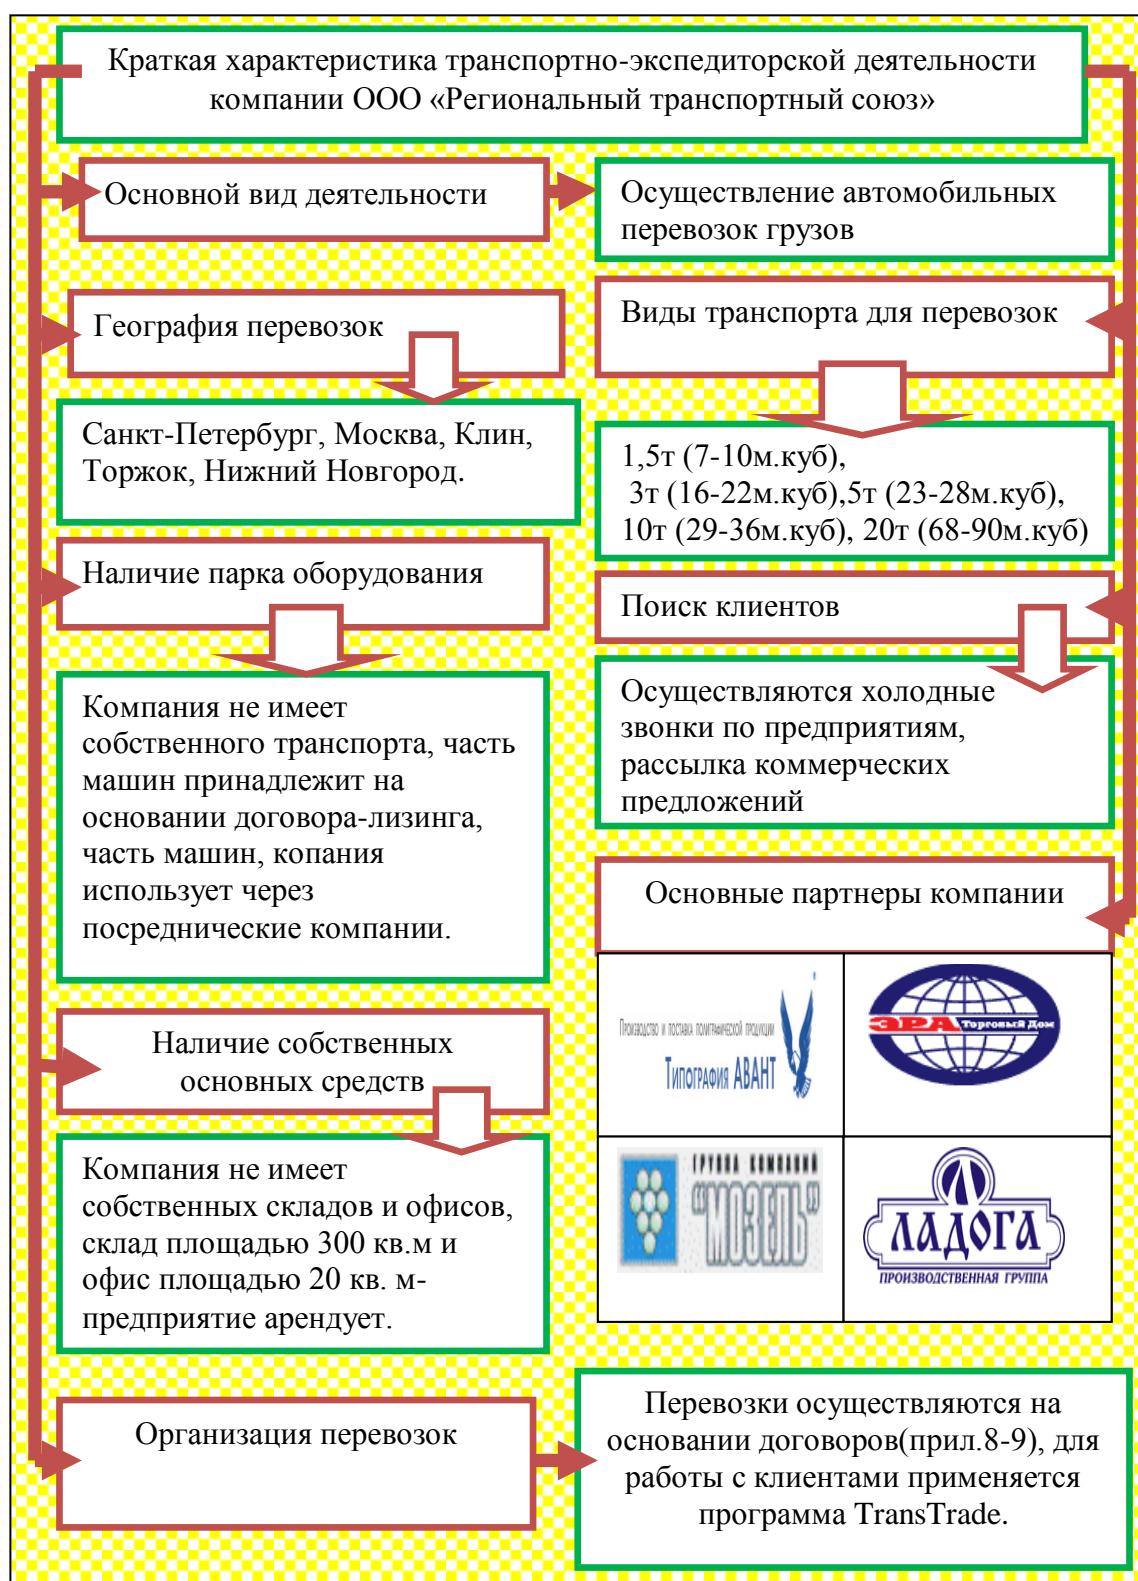 Краткая характеристика транспортно-экспедиторской деятельности
компании ООО «Региональный транспортный союз»
Основной вид деятельности
Осуществление автомобильных
перевозок грузов
География перевозок
Виды транспорта для перевозок
Санкт-Петербург, Москва, Клин,
Торжок, Нижний Новгород.
1,5т (7-10м.куб),
3т (16-22м.куб),5т (23-28м.куб),
10т (29-36м.куб), 20т (68-90м.куб)
Наличие парка оборудования
Поиск клиентов
Компания не имеет
собственного транспорта, часть
машин принадлежит на
основании договора-лизинга,
часть машин, копания
использует через
посреднические компании.
Осуществляются холодные
звонки по предприятиям,
рассылка коммерческих
предложений
Основные партнеры компании
Производство и поставка полиграфической продукции
Типография АВАНТ
ЭРА Торговый Дом
ГРУППА КОМПАНИЙ
"МОЗЕЛЬ"
ЛАДОГА
ПРОИЗВОДСТВЕННАЯ ГРУППА
Наличие собственных
основных средств
Компания не имеет
собственных складов и офисов,
склад площадью 300 кв.м и
офис площадью 20 кв. м-
предприятие арендует.
Организация перевозок
Перевозки осуществляются на
основании договоров(прил.8-9), для
работы с клиентами применяется
программа TransTrade.